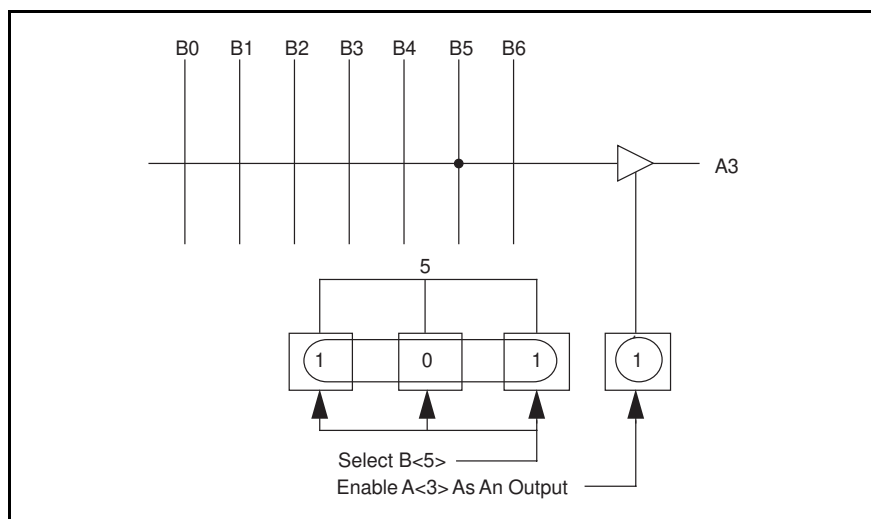 B0 B1 B2 B3 B4 B5 B6
A3
5
1 0 1 1
Select B<5>
Enable A<3> As An Output